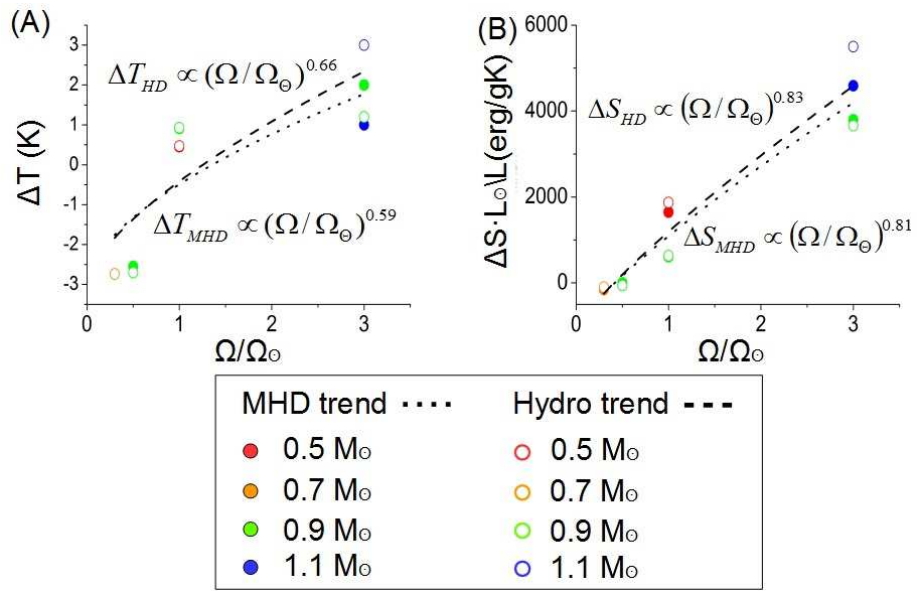 (A)
ΔT (K)
3
2
1
0
-1
-2
-3
ΔT_HD ∝ (Ω/Ω_Θ)^0.66
ΔT_MHD ∝ (Ω/Ω_Θ)^0.59
0 1 2 3
Ω/Ω⊙
(B)
ΔS·L⊙\L(erg/gK)
6000
4000
2000
0
ΔS_HD ∝ (Ω/Ω_Θ)^0.83
ΔS_MHD ∝ (Ω/Ω_Θ)^0.81
0 1 2 3
Ω/Ω⊙
MHD trend Hydro trend
0.5 M⊙ 0.5 M⊙
0.7 M⊙ 0.7 M⊙
0.9 M⊙ 0.9 M⊙
1.1 M⊙ 1.1 M⊙